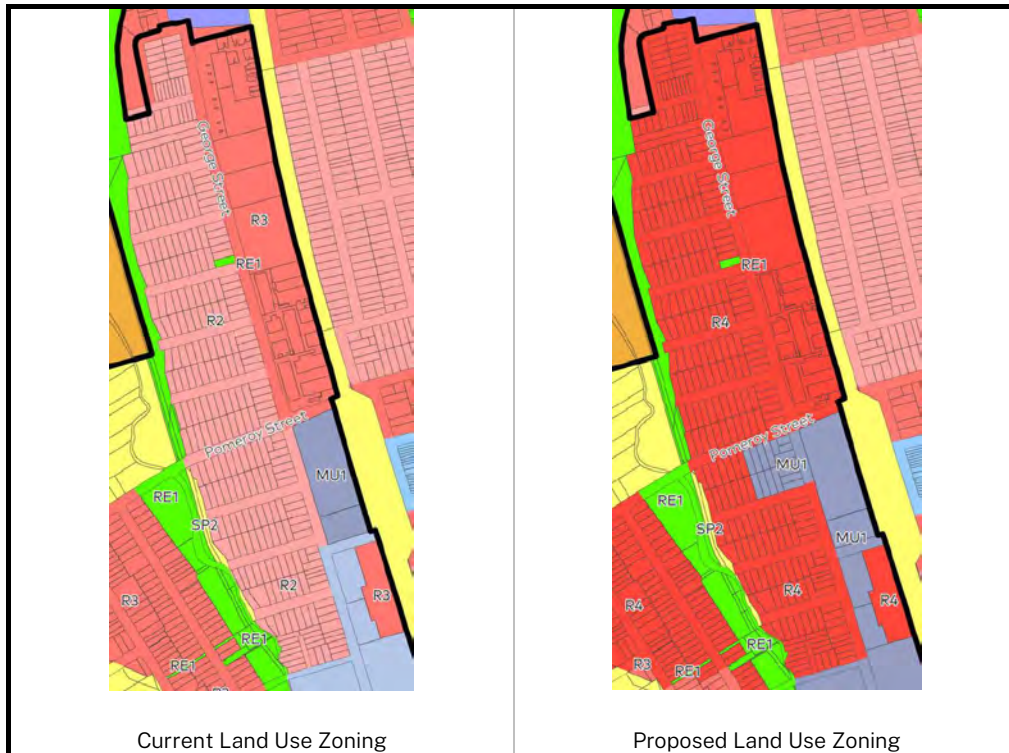 George Street
R3
RE1
R2
Pomeroy Street
MU1
RE1
SP2
R2
R3
R3
RE1
RE1
Current Land Use Zoning
George Street
RE1
R4
Pomeroy Street
MU1
RE1
SP2
MU1
R4
R4
R4
RE1
R3
RE1
Proposed Land Use Zoning